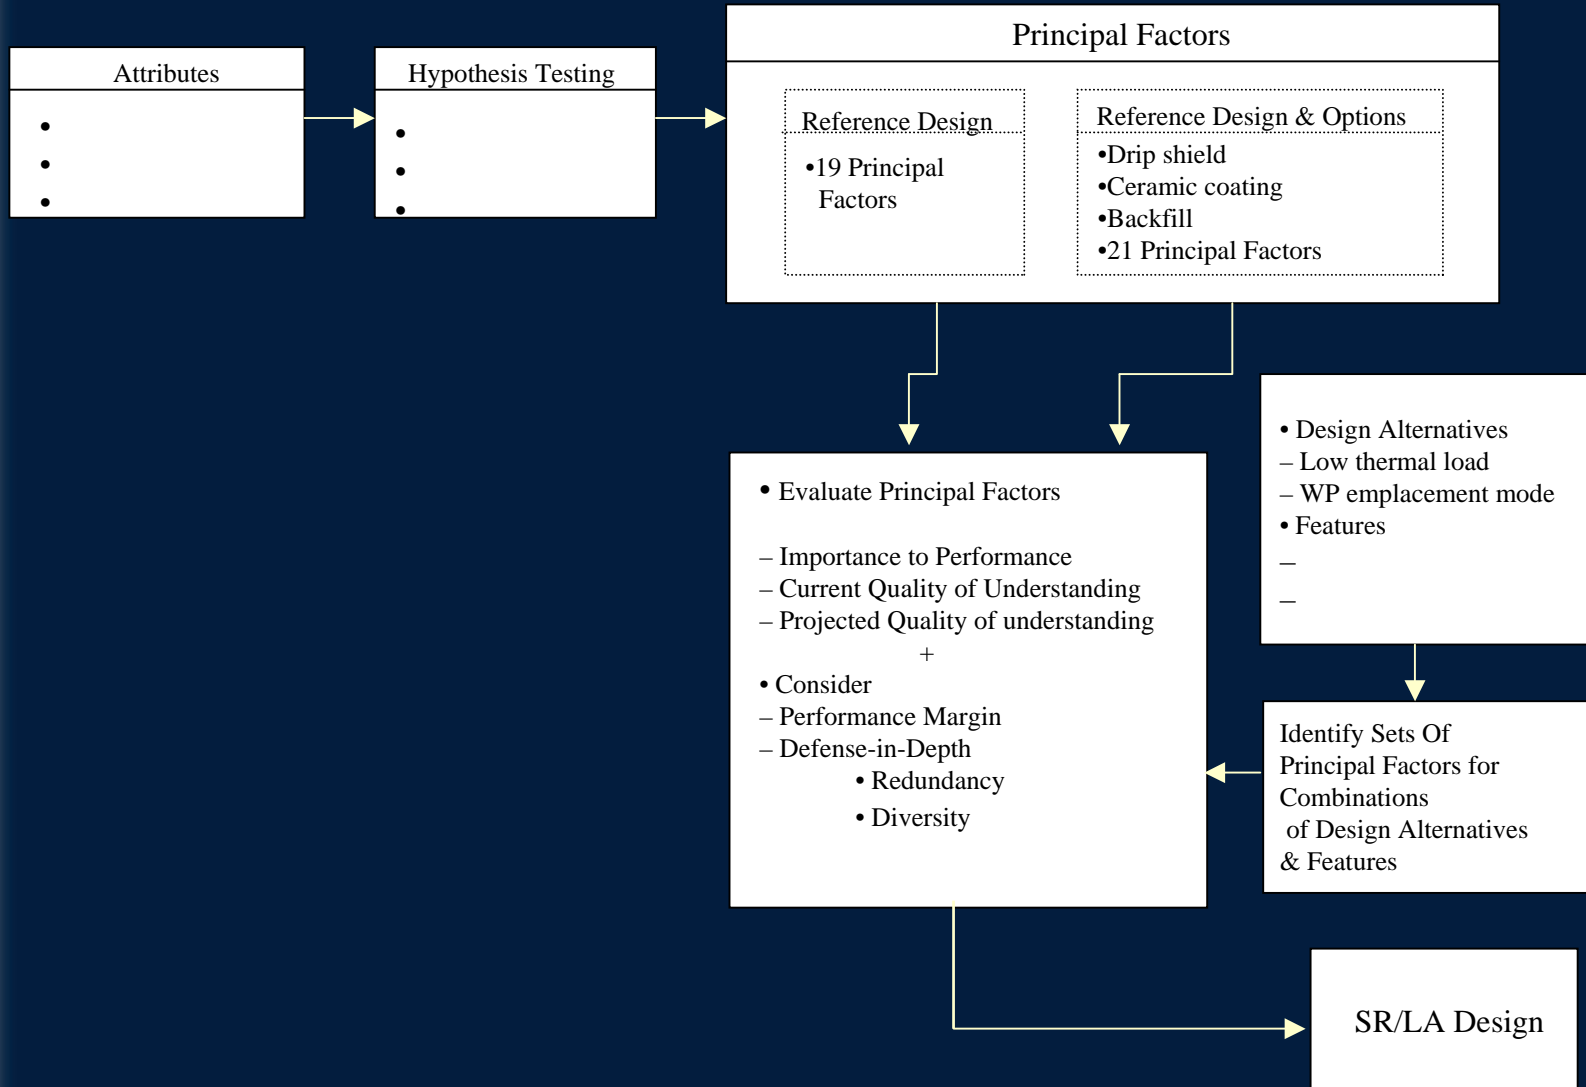 Attributes
•
•
•
Hypothesis Testing
•
•
•
Principal Factors
Reference Design
•19 Principal
Factors
Reference Design & Options
•Drip shield
•Ceramic coating
•Backfill
•21 Principal Factors
• Design Alternatives
– Low thermal load
– WP emplacement mode
• Features
–
–
• Evaluate Principal Factors
– Importance to Performance
– Current Quality of Understanding
– Projected Quality of understanding
+
• Consider
– Performance Margin
– Defense-in-Depth
• Redundancy
• Diversity
Identify Sets Of
Principal Factors for
Combinations
of Design Alternatives
& Features
SR/LA Design